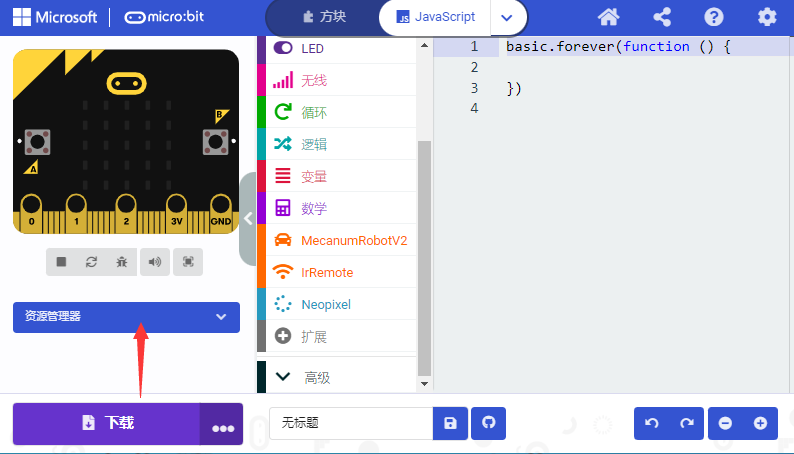 Microsoft
micro:bit
方块
JavaScript
LED
无线
循环
逻辑
变量
数学
MecanumRobotV2
IrRemote
Neopixel
扩展
高级
1 basic.forever(function () {
2
3 })
4
B
A
0 1 2 3V GND
资源管理器
下载
无标题